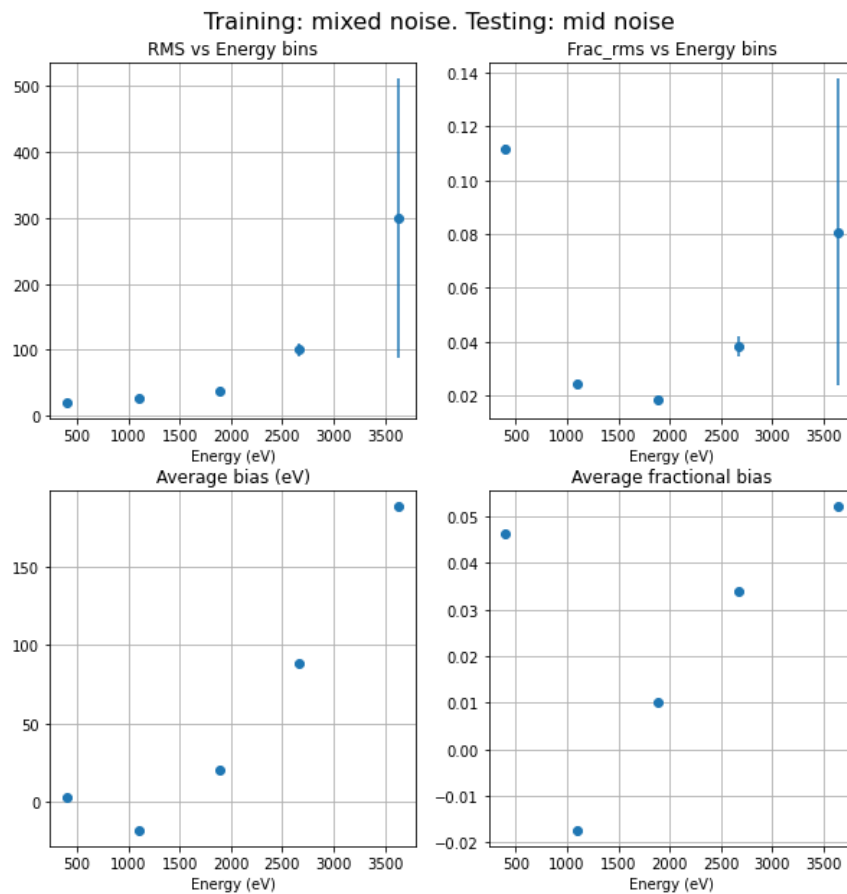 Training: mixed noise. Testing: mid noise
RMS vs Energy bins
500
400
300
200
100
0
500 1000 1500 2000 2500 3000 3500
Energy (eV)
Frac_rms vs Energy bins
0.14
0.12
0.10
0.08
0.06
0.04
0.02
500 1000 1500 2000 2500 3000 3500
Energy (eV)
Average bias (eV)
150
100
50
0
500 1000 1500 2000 2500 3000 3500
Energy (eV)
Average fractional bias
0.05
0.04
0.03
0.02
0.01
0.00
−0.01
−0.02
500 1000 1500 2000 2500 3000 3500
Energy (eV)